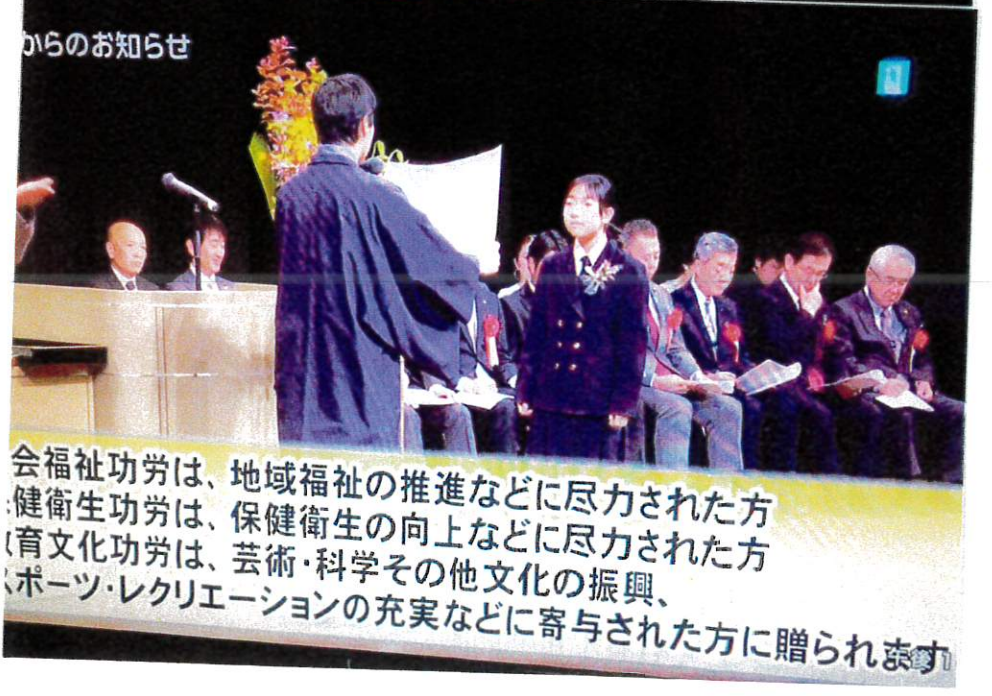 からのお知らせ
会福祉功労は、地域福祉の推進などに尽力された方
健衛生功労は、保健衛生の向上などに尽力された方
育文化功労は、芸術・科学その他文化の振興、
スポーツ・レクリエーションの充実などに寄与された方に贈られます
午後1